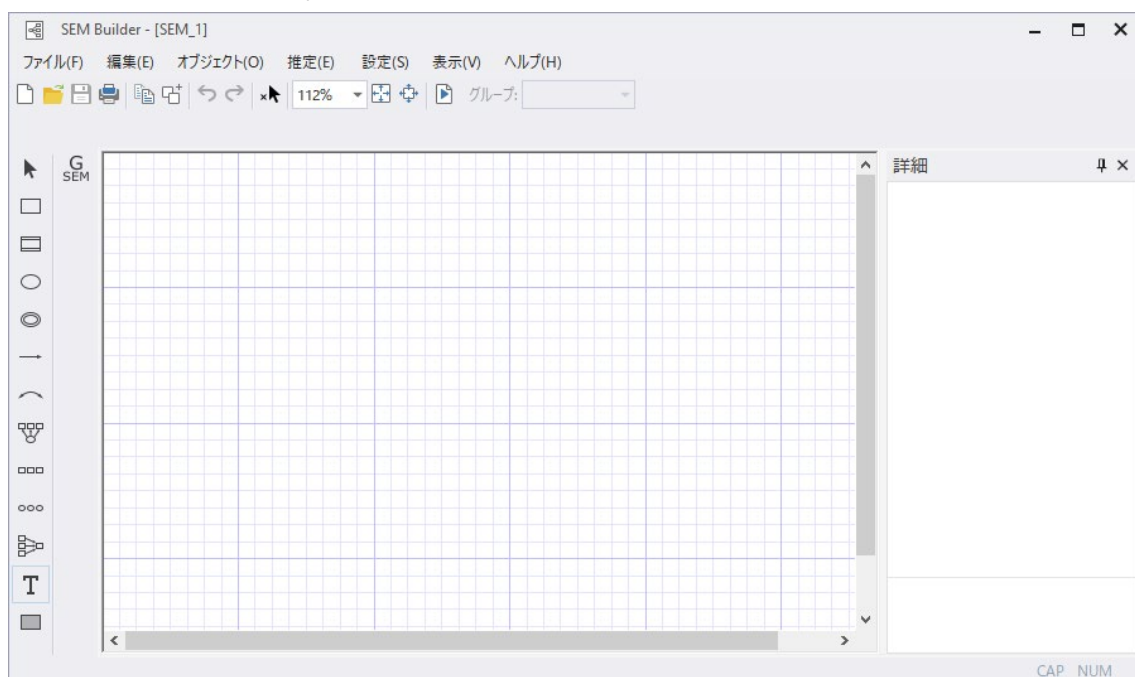 SEM Builder - [SEM_1]
ファイル(F) 編集(E) オブジェクト(O) 推定(E) 設定(S) 表示(V) ヘルプ(H)
112% グループ:
G
SEM
詳細
T
CAP NUM